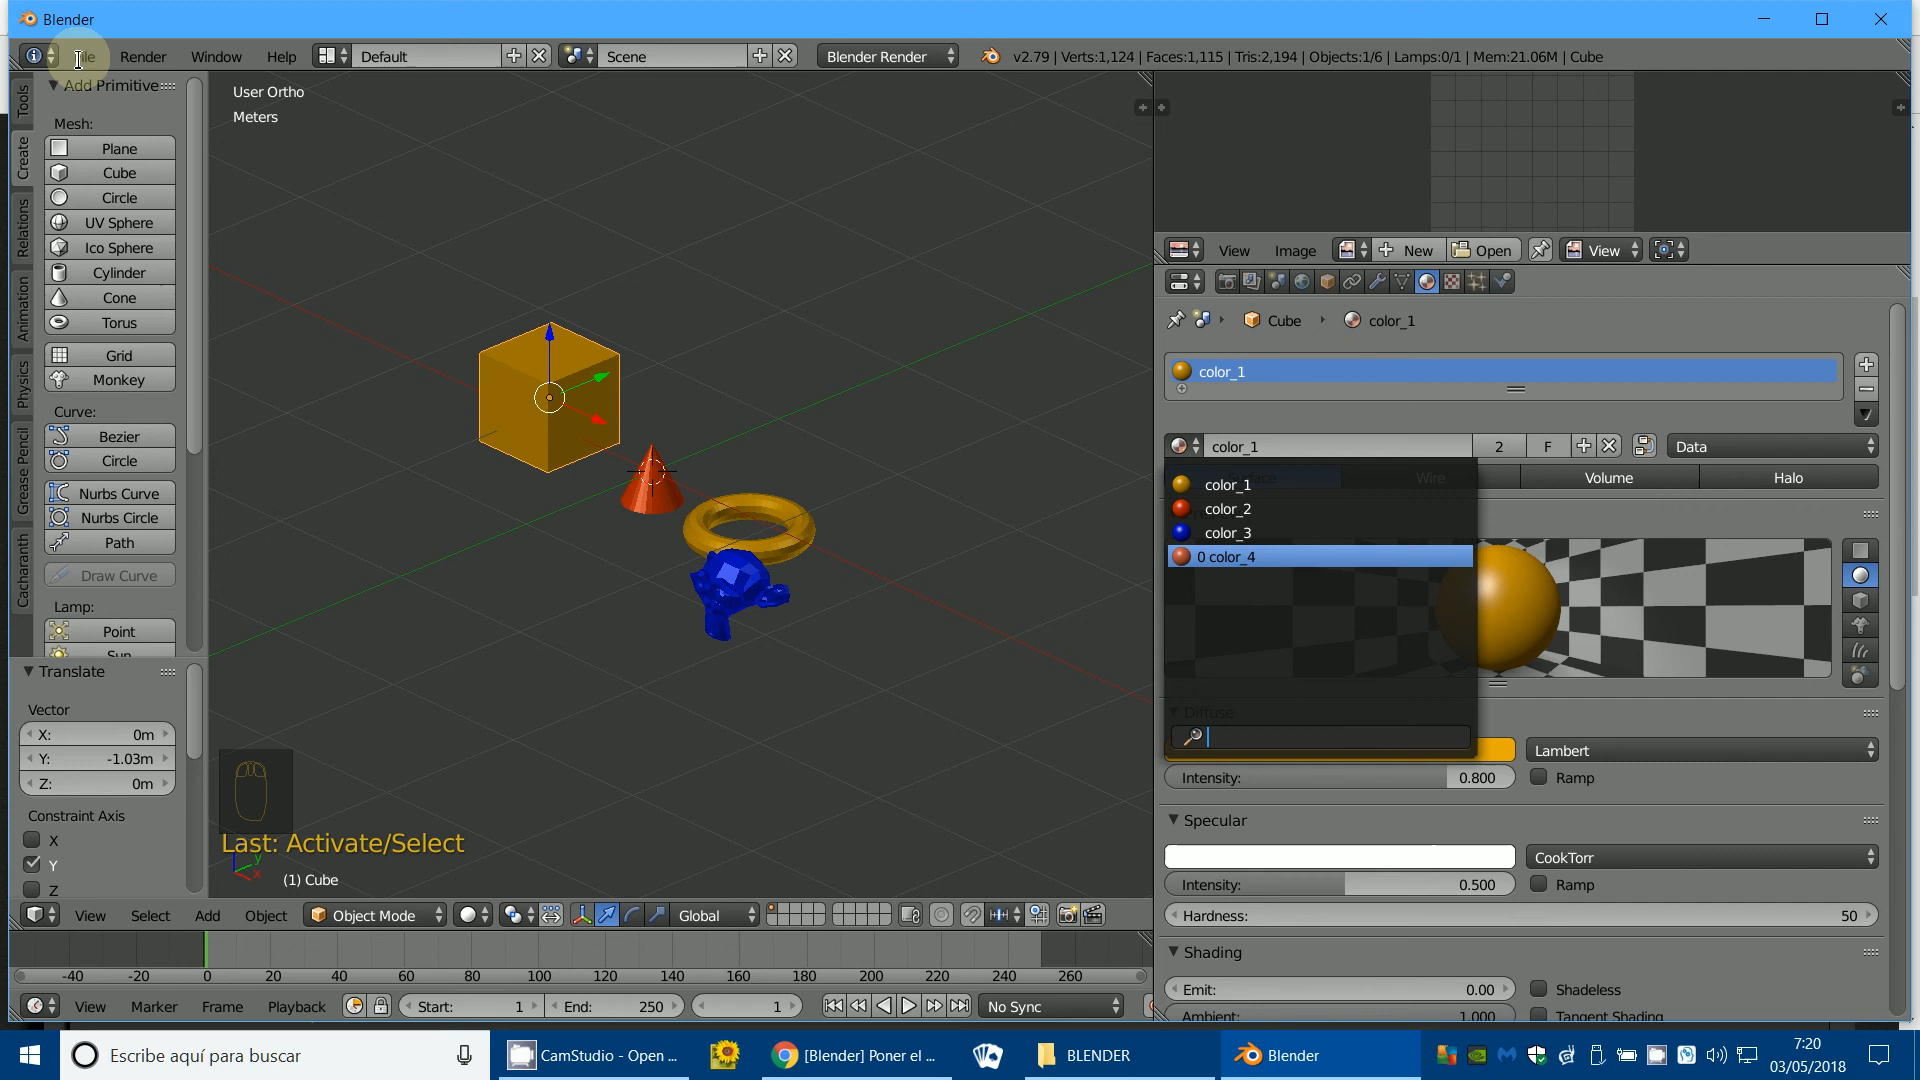 Blender
Render Window Help Default Scene Blender Render v2.79 | Verts:1,124 | Faces:1,115 | Tris:2,194 | Objects:1/6 | Lamps:0/1 | Mem:21.06M | Cube
Tools
Create
Relations
Animation
Physics
Grease Pencil
Cacharanth
Add Primitive
Mesh:
Plane
Cube
Circle
UV Sphere
Ico Sphere
Cylinder
Cone
Torus
Grid
Monkey
Curve:
Bezier
Circle
Nurbs Curve
Nurbs Circle
Path
Draw Curve
Lamp:
Point
Sun
Translate
Vector
X: 0m
Y: -1.03m
Z: 0m
Constraint Axis
X
Y
Z
User Ortho
Meters
Last: Activate/Select
(1) Cube
View Select Add Object Object Mode Global
-40 -20 0 20 40 60 80 100 120 140 160 180 200 220 240 260
View Marker Frame Playback Start: 1 End: 250 1 No Sync
View Image New Open View
Cube color_1
color_1
color_1 2 F Data
Wire Volume Halo
color_1
color_2
color_3
0 color_4
Diffuse
Lambert
Intensity: 0.800 Ramp
Specular
CookTorr
Intensity: 0.500 Ramp
Hardness: 50
Shading
Emit: 0.00 Shadeless
Ambient: 1.000 Tangent Shading
Escribe aquí para buscar CamStudio - Open ... [Blender] Poner el ... BLENDER Blender
7:20
03/05/2018